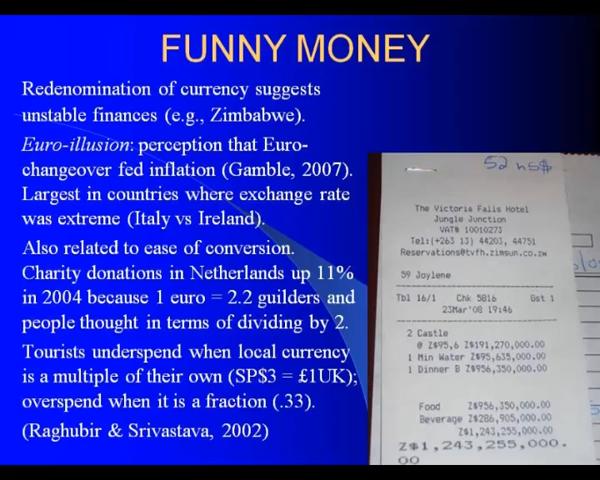 FUNNY MONEY
Redenomination of currency suggests
unstable finances (e.g., Zimbabwe).
Euro-illusion: perception that Euro-
changeover fed inflation (Gamble, 2007).
Largest in countries where exchange rate
was extreme (Italy vs Ireland).
Also related to ease of conversion.
Charity donations in Netherlands up 11%
in 2004 because 1 euro = 2.2 guilders and
people thought in terms of dividing by 2.
Tourists underspend when local currency
is a multiple of their own (SP$3 = £1UK);
overspend when it is a fraction (.33).
(Raghubir & Srivastava, 2002)
52
The Victoria Falls Hotel
Jungle Junction
VAT# 10010273
Tel:(+263 13) 44203, 44751
Reservations@tvfh.zimsun.co.zw
59 Joylene
Tbl 16/1 Chk 5816 Gst 1
23Mar'08 19:46
2 Castle
@ Z$95,6 Z$191,270,000.00
1 Min Water Z$95,635,000.00
1 Dinner B Z$956,350,000.00
Food Z$956,350,000.00
Beverage Z$286,905,000.00
Z$1,243,255,000.00
Z$1,243,255,000.
00